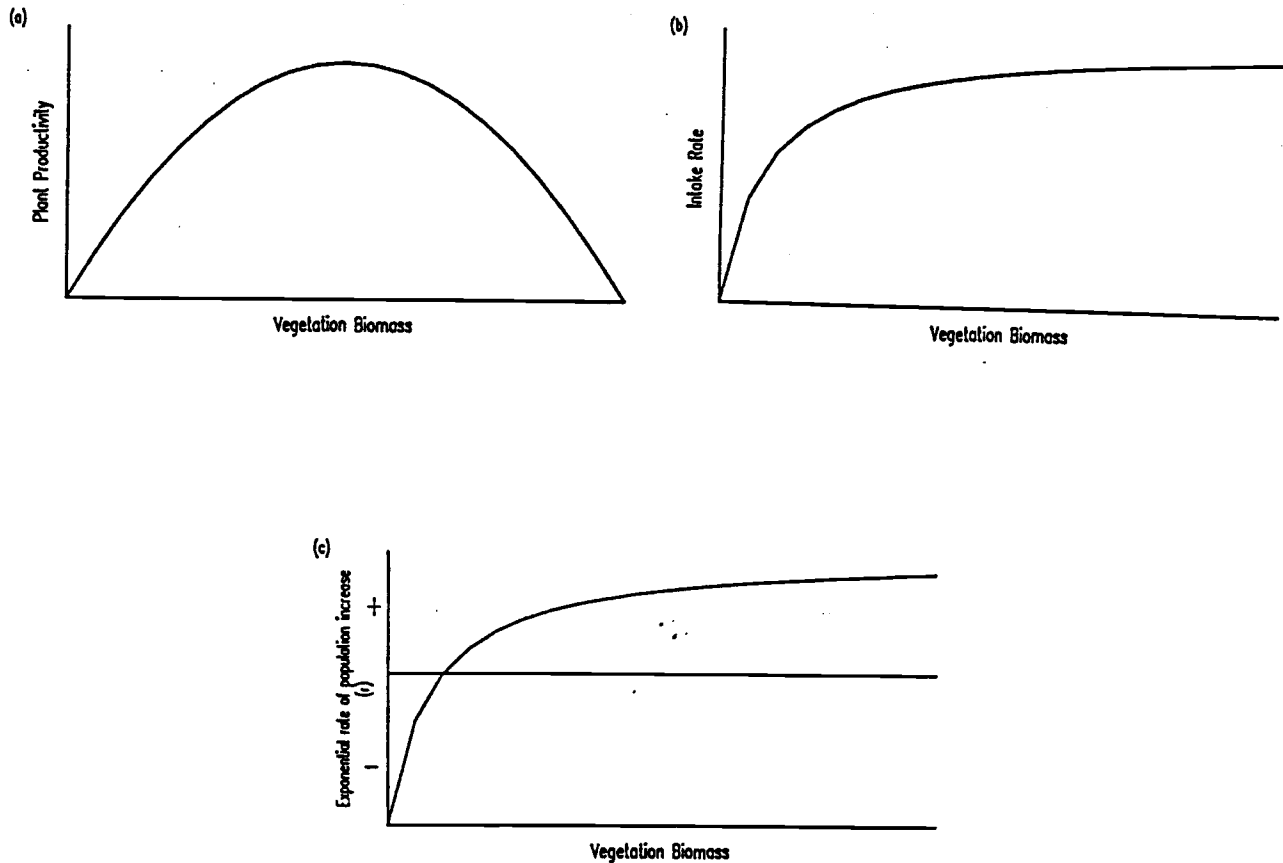 (a)
Plant Productivity
Vegetation Biomass
(b)
Intake Rate
Vegetation Biomass
(c)
Exponential rate of population increase
(r)
+
−
Vegetation Biomass